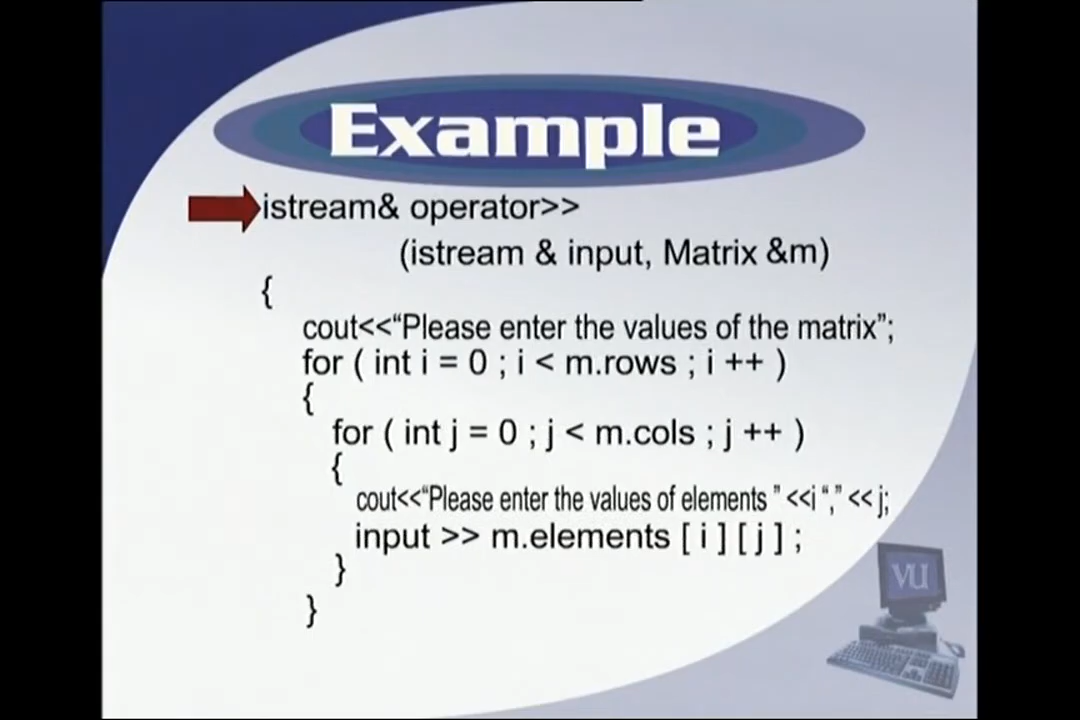 Example
istream& operator>>
(istream & input, Matrix &m)
{
cout<<“Please enter the values of the matrix”;
for ( int i = 0 ; i < m.rows ; i ++ )
{
for ( int j = 0 ; j < m.cols ; j ++ )
{
cout<<“Please enter the values of elements ” <<i “,” << j;
input >> m.elements [ i ] [ j ] ;
}
}
VU